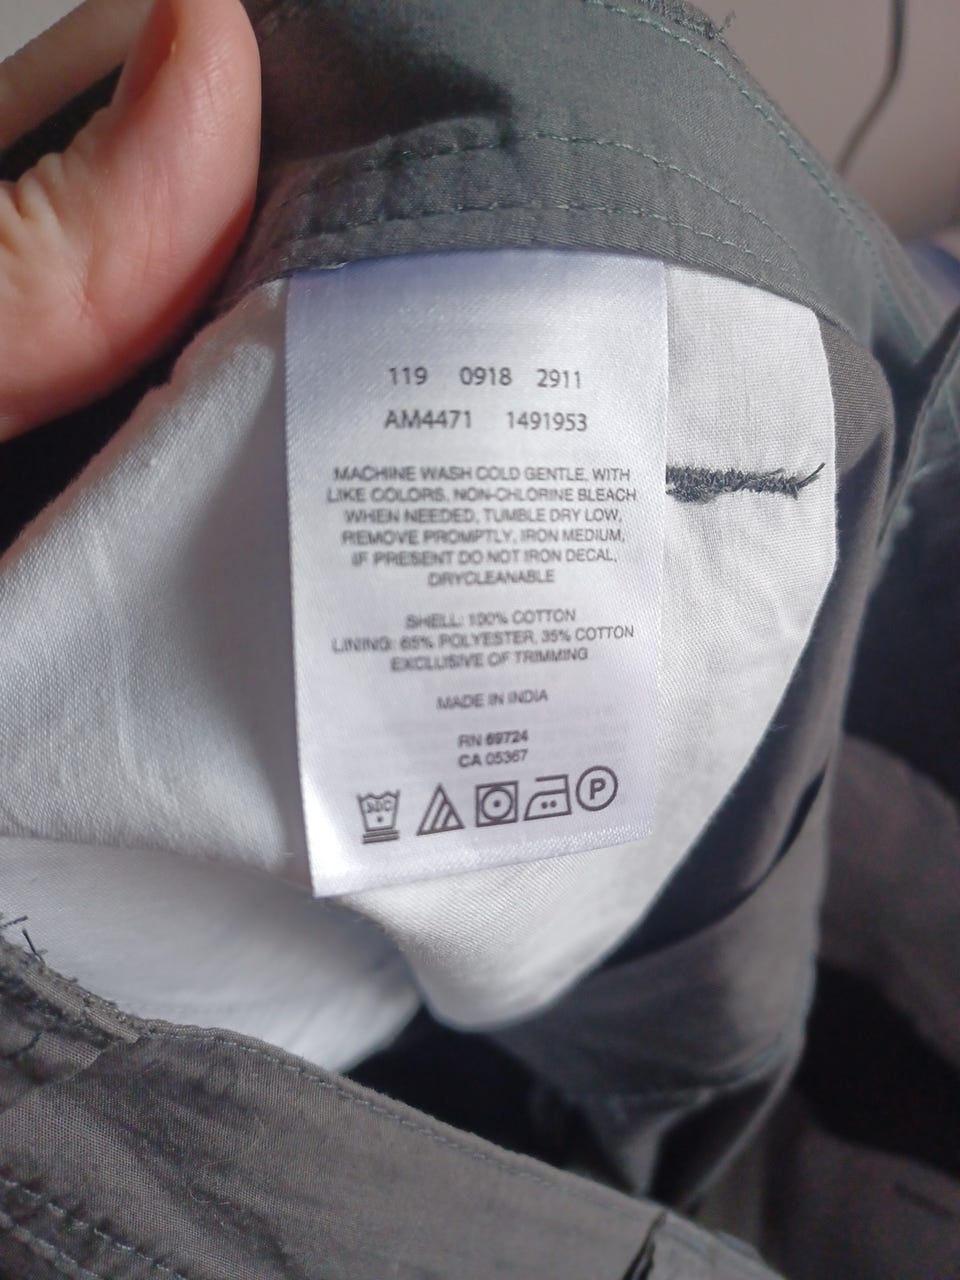 119 0918 2911
AM4471 1491953
MACHINE WASH COLD GENTLE, WITH
LIKE COLORS, NON-CHLORINE BLEACH
WHEN NEEDED, TUMBLE DRY LOW,
REMOVE PROMPTLY, IRON MEDIUM,
IF PRESENT DO NOT IRON DECAL,
DRYCLEANABLE
SHELL: 100% COTTON
LINING: 65% POLYESTER, 35% COTTON
EXCLUSIVE OF TRIMMING
MADE IN INDIA
RN 69724
CA 05367
30C P